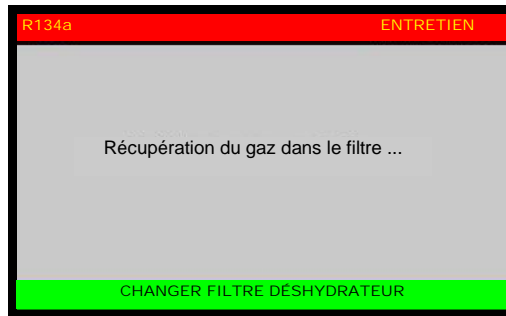 R134a ENTRETIEN
Récupération du gaz dans le filtre ...
CHANGER FILTRE DÉSHYDRATEUR